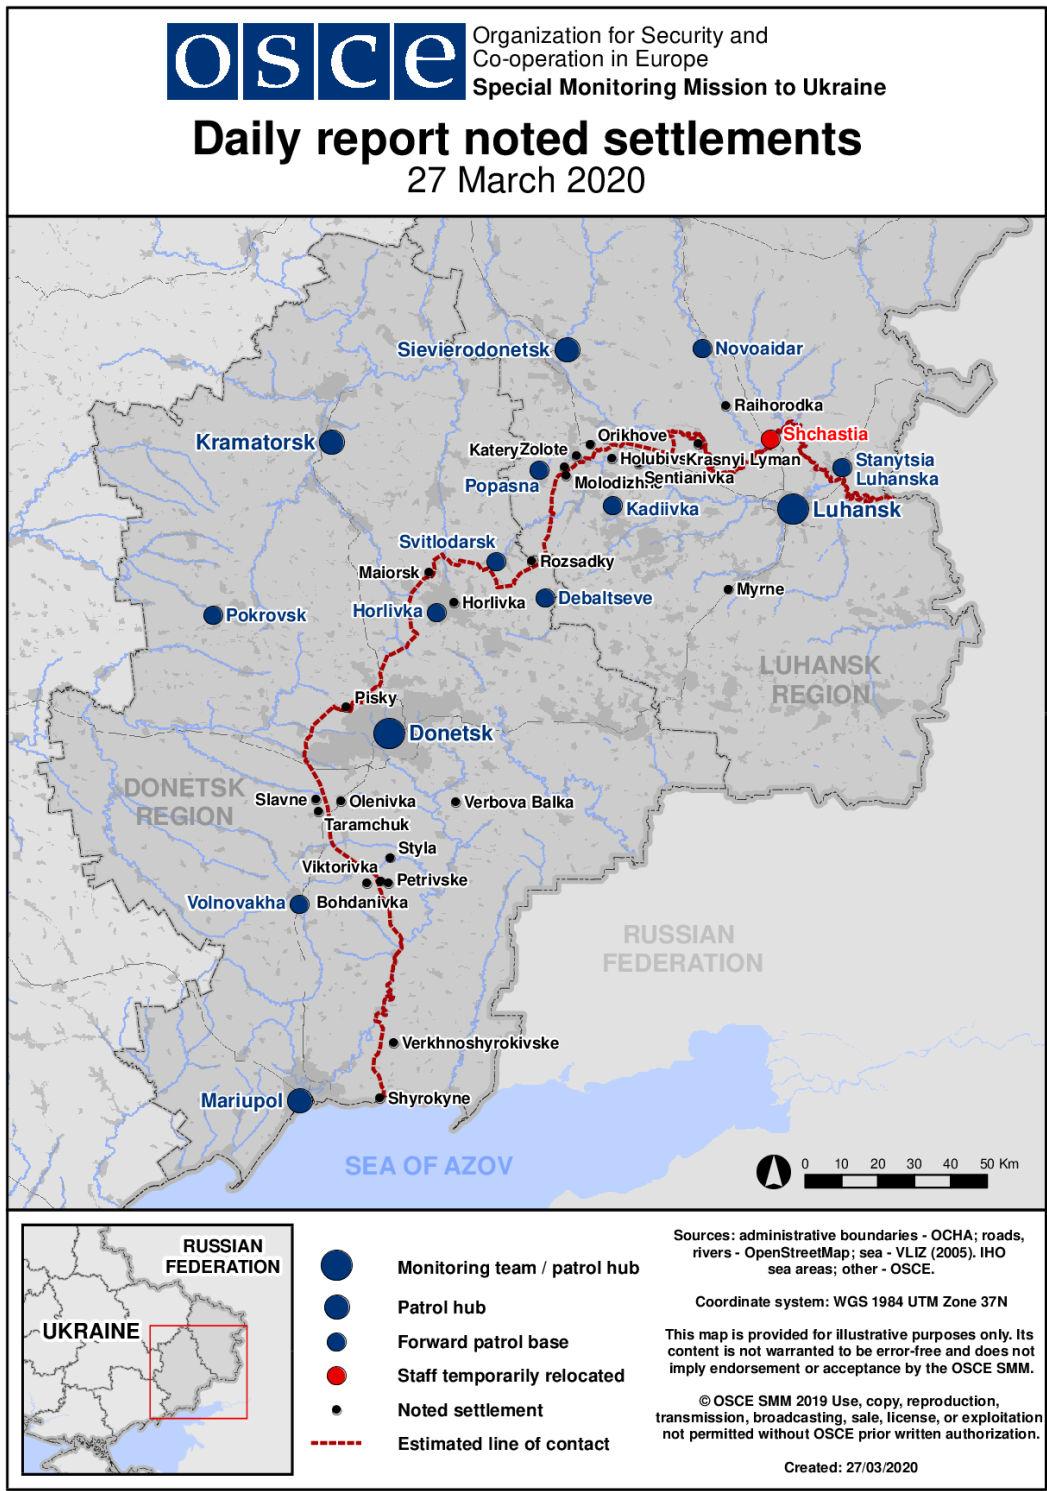 osce
Organization for Security and
Co-operation in Europe
Special Monitoring Mission to Ukraine
Daily report noted settlements
27 March 2020
Sievierodonetsk
Novoaidar
Raihorodka
Kramatorsk
Orikhove
Shchastia
Zolote
Krasnyi Lyman
Stanytsia
Luhanska
Popasna
Sentianivka
Kadiivka
Luhansk
Svitlodarsk
Rozsadky
Maiorsk
Myrne
Debaltseve
Horlivka
Horlivka
Pokrovsk
LUHANSK
REGION
Pisky
Donetsk
DONETSK
REGION
Slavne
Olenivka
Verbova Balka
Taramchuk
Styla
Viktorivka
Petrivske
Volnovakha
Bohdanivka
RUSSIAN
FEDERATION
Verkhnoshyrokivske
Mariupol
Shyrokyne
SEA OF AZOV
0 10 20 30 40 50 Km
RUSSIAN
FEDERATION
UKRAINE
Monitoring team / patrol hub
Patrol hub
Forward patrol base
Staff temporarily relocated
Noted settlement
Estimated line of contact
Sources: administrative boundaries - OCHA; roads,
rivers - OpenStreetMap; sea - VLIZ (2005). IHO
sea areas; other - OSCE.
Coordinate system: WGS 1984 UTM Zone 37N
This map is provided for illustrative purposes only. Its
content is not warranted to be error-free and does not
imply endorsement or acceptance by the OSCE SMM.
© OSCE SMM 2019 Use, copy, reproduction,
transmission, broadcasting, sale, license, or exploitation
not permitted without OSCE prior written authorization.
Created: 27/03/2020